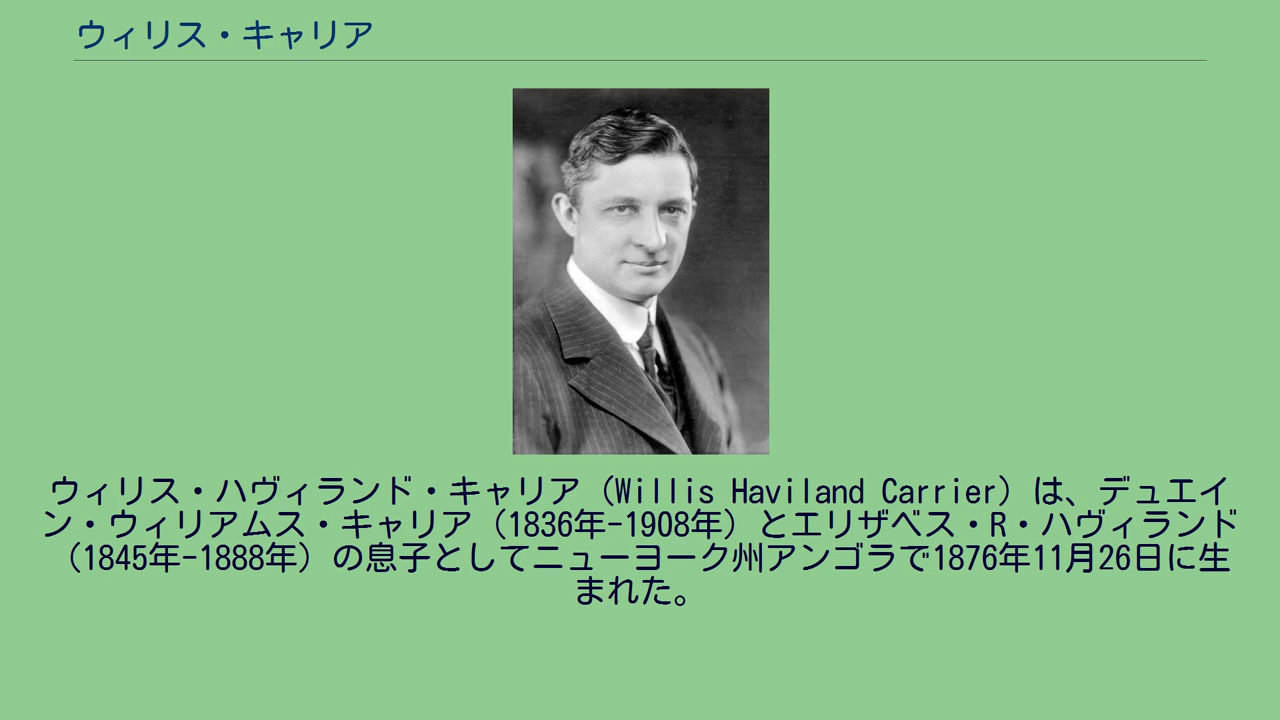 ウィリス・キャリア
ウィリス・ハヴィランド・キャリア（Willis Haviland Carrier）は、デュエイ
ン・ウィリアムス・キャリア（1836年-1908年）とエリザベス・R・ハヴィランド
（1845年-1888年）の息子としてニューヨーク州アンゴラで1876年11月26日に生
まれた。